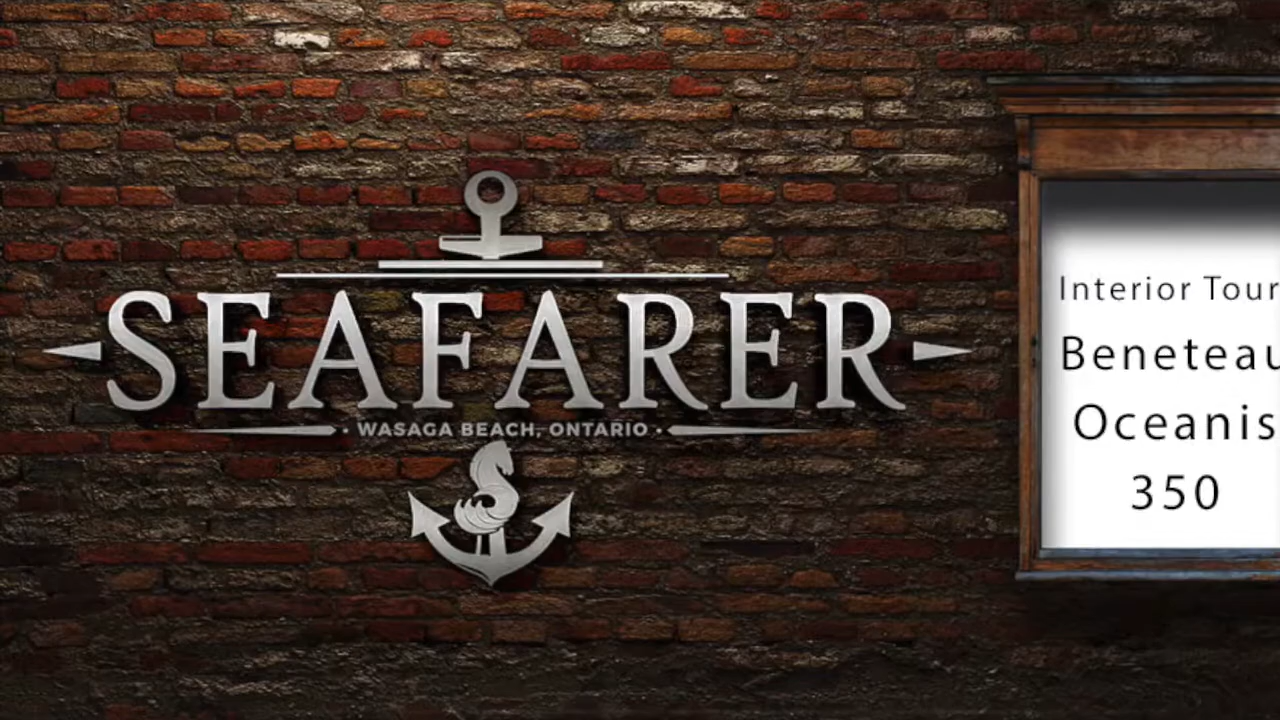 SEAFARER
· WASAGA BEACH, ONTARIO ·
Interior Tour
Beneteau
Oceanis
350